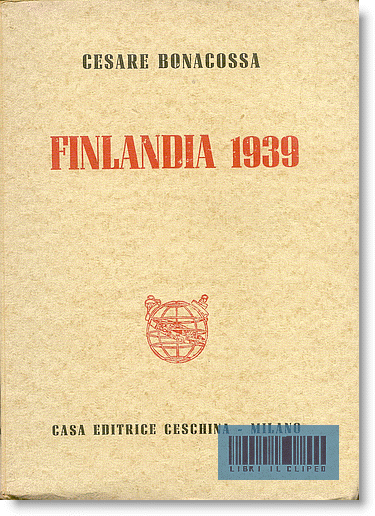 CESARE BONACOSSA
FINLANDIA 1939
CASA EDITRICE CESCHINA - MILANO
LIBRI IL CLIPEO